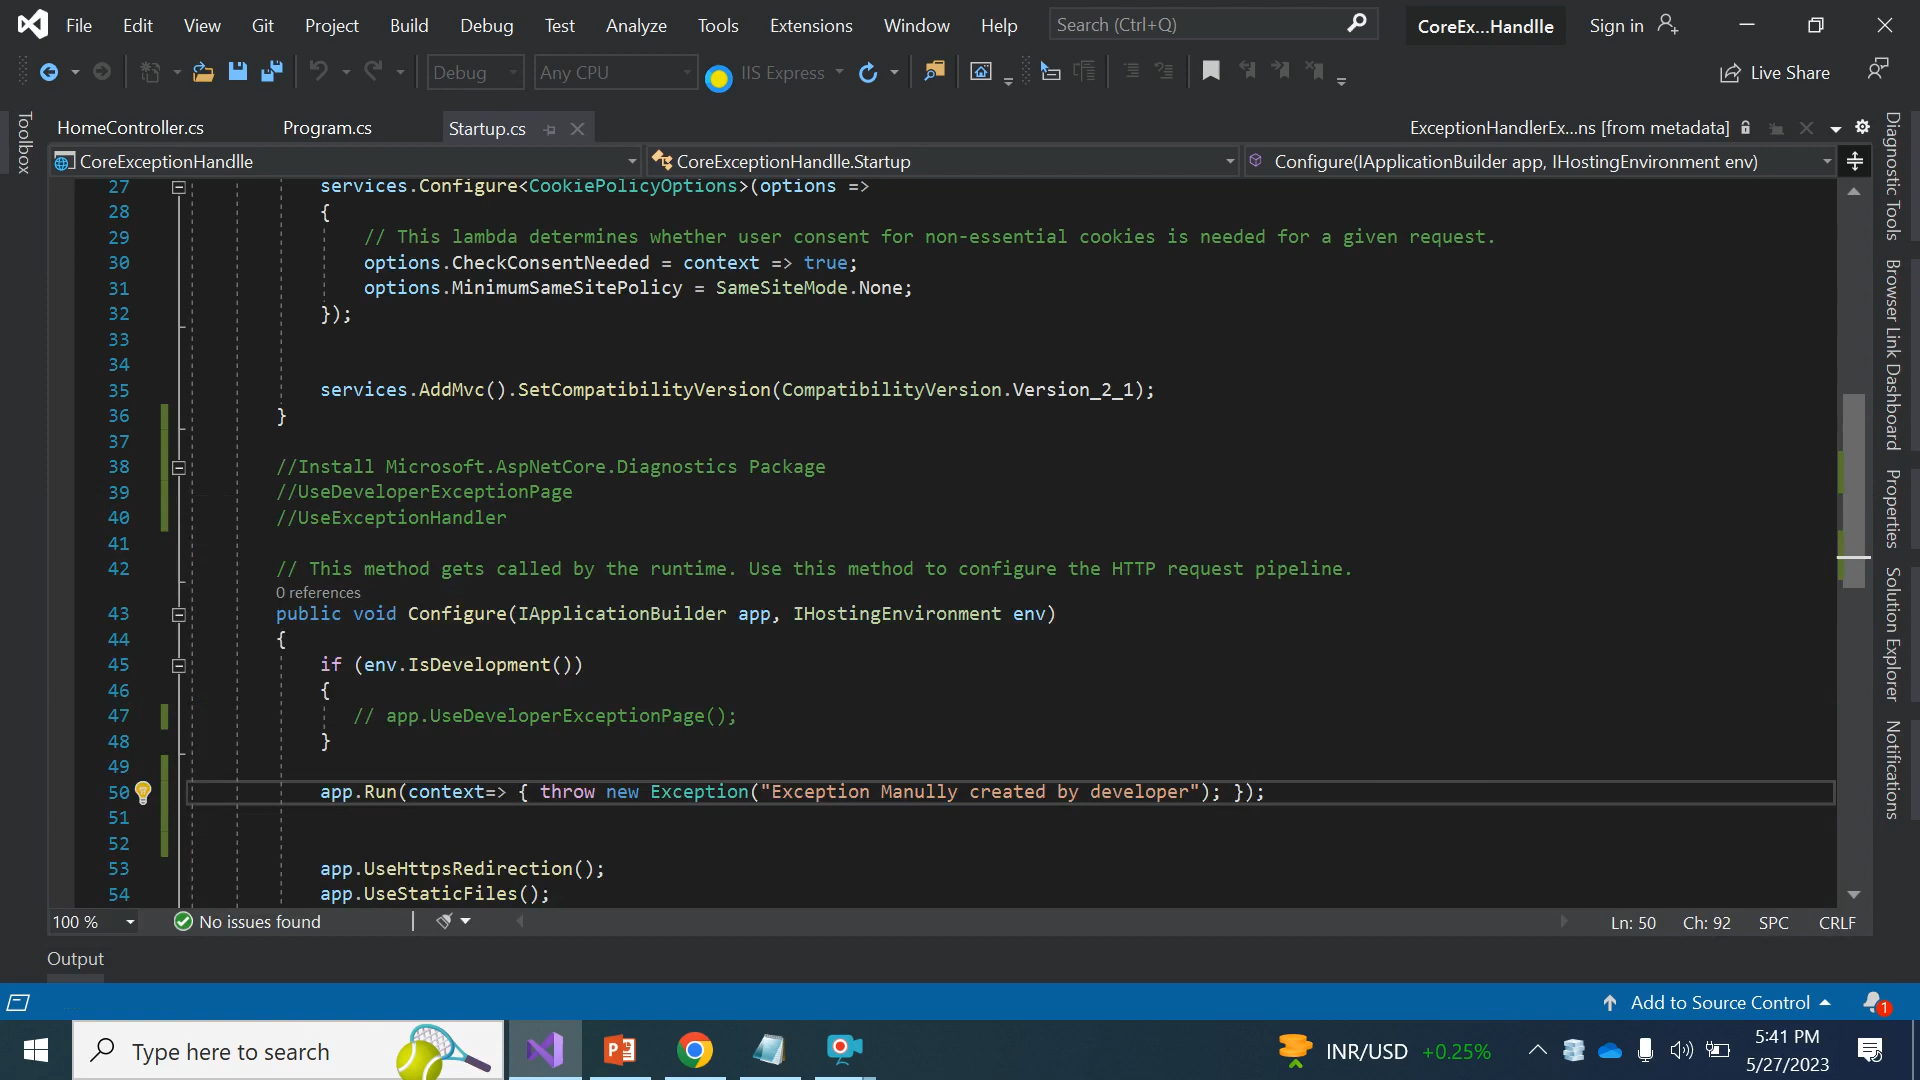 File Edit View Git Project Build Debug Test Analyze Tools Extensions Window Help Search (Ctrl+Q) CoreEx...Handlle Sign in
Debug Any CPU IIS Express Live Share
HomeController.cs Program.cs Startup.cs ExceptionHandlerEx...ns [from metadata]
CoreExceptionHandlle CoreExceptionHandlle.Startup Configure(IApplicationBuilder app, IHostingEnvironment env)
27 services.Configure<CookiePolicyOptions>(options =>
28 {
29 // This lambda determines whether user consent for non-essential cookies is needed for a given request.
30 options.CheckConsentNeeded = context => true;
31 options.MinimumSameSitePolicy = SameSiteMode.None;
32 });
33
34
35 services.AddMvc().SetCompatibilityVersion(CompatibilityVersion.Version_2_1);
36 }
37
38 //Install Microsoft.AspNetCore.Diagnostics Package
39 //UseDeveloperExceptionPage
40 //UseExceptionHandler
41
42 // This method gets called by the runtime. Use this method to configure the HTTP request pipeline.
0 references
43 public void Configure(IApplicationBuilder app, IHostingEnvironment env)
44 {
45 if (env.IsDevelopment())
46 {
47 // app.UseDeveloperExceptionPage();
48 }
49
50 app.Run(context=> { throw new Exception("Exception Manully created by developer"); });
51
52
53 app.UseHttpsRedirection();
54 app.UseStaticFiles();
100 % No issues found Ln: 50 Ch: 92 SPC CRLF
Output
Toolbox
Diagnostic Tools
Browser Link Dashboard
Properties
Solution Explorer
Notifications
Add to Source Control 1
Type here to search INR/USD +0.25% 5:41 PM
5/27/2023